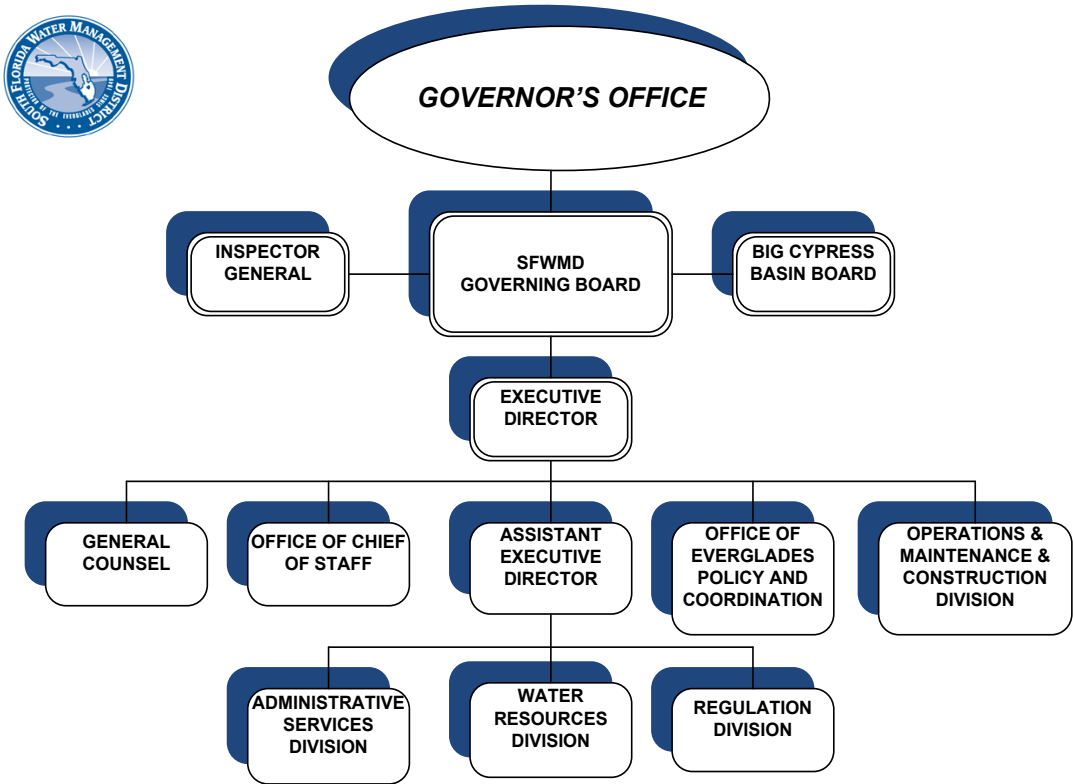 SOUTH FLORIDA WATER MANAGEMENT DISTRICT
GOVERNOR'S OFFICE
INSPECTOR
GENERAL
SFWMD
GOVERNING BOARD
BIG CYPRESS
BASIN BOARD
EXECUTIVE
DIRECTOR
GENERAL
COUNSEL
OFFICE OF CHIEF
OF STAFF
ASSISTANT
EXECUTIVE
DIRECTOR
OFFICE OF
EVERGLADES
POLICY AND
COORDINATION
OPERATIONS &
MAINTENANCE &
CONSTRUCTION
DIVISION
ADMINISTRATIVE
SERVICES
DIVISION
WATER
RESOURCES
DIVISION
REGULATION
DIVISION